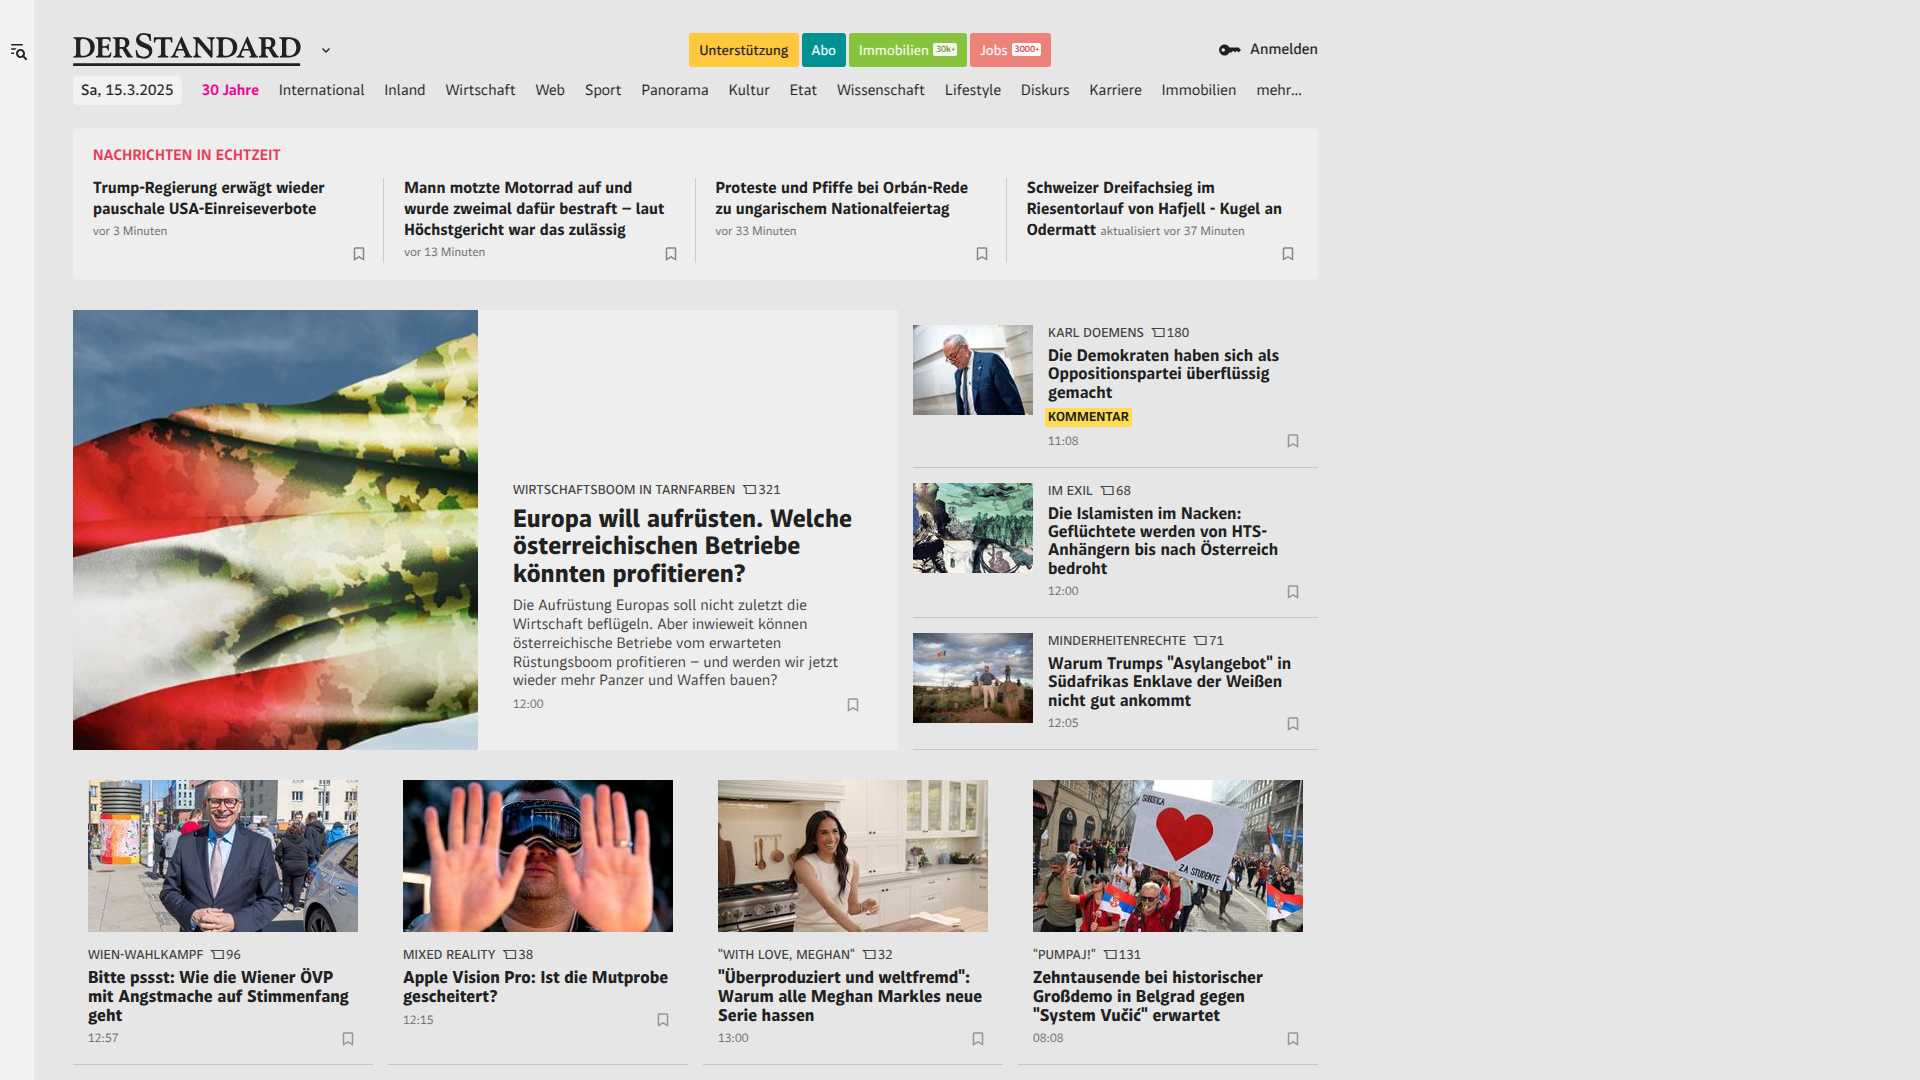 DERSTANDARD
Unterstützung
Abo
Immobilien 30k+
Jobs 3000+
Anmelden
Sa, 15.3.2025
30 Jahre
International
Inland
Wirtschaft
Web
Sport
Panorama
Kultur
Etat
Wissenschaft
Lifestyle
Diskurs
Karriere
Immobilien
mehr...
NACHRICHTEN IN ECHTZEIT
Trump-Regierung erwägt wieder
pauschale USA-Einreiseverbote
vor 3 Minuten
Mann motzte Motorrad auf und
wurde zweimal dafür bestraft – laut
Höchstgericht war das zulässig
vor 13 Minuten
Proteste und Pfiffe bei Orbán-Rede
zu ungarischem Nationalfeiertag
vor 33 Minuten
Schweizer Dreifachsieg im
Riesentorlauf von Hafjell - Kugel an
Odermatt aktualisiert vor 37 Minuten
WIRTSCHAFTSBOOM IN TARNFARBEN 321
Europa will aufrüsten. Welche
österreichischen Betriebe
könnten profitieren?
Die Aufrüstung Europas soll nicht zuletzt die
Wirtschaft beflügeln. Aber inwieweit können
österreichische Betriebe vom erwarteten
Rüstungsboom profitieren – und werden wir jetzt
wieder mehr Panzer und Waffen bauen?
12:00
KARL DOEMENS 180
Die Demokraten haben sich als
Oppositionspartei überflüssig
gemacht
KOMMENTAR
11:08
IM EXIL 68
Die Islamisten im Nacken:
Geflüchtete werden von HTS-
Anhängern bis nach Österreich
bedroht
12:00
MINDERHEITENRECHTE 71
Warum Trumps "Asylangebot" in
Südafrikas Enklave der Weißen
nicht gut ankommt
12:05
WIEN-WAHLKAMPF 96
Bitte pssst: Wie die Wiener ÖVP
mit Angstmache auf Stimmenfang
geht
12:57
MIXED REALITY 38
Apple Vision Pro: Ist die Mutprobe
gescheitert?
12:15
"WITH LOVE, MEGHAN" 32
"Überproduziert und weltfremd":
Warum alle Meghan Markles neue
Serie hassen
13:00
SUBOTICA
ZA STUDENTE
"PUMPAJ!" 131
Zehntausende bei historischer
Großdemo in Belgrad gegen
"System Vučić" erwartet
08:08